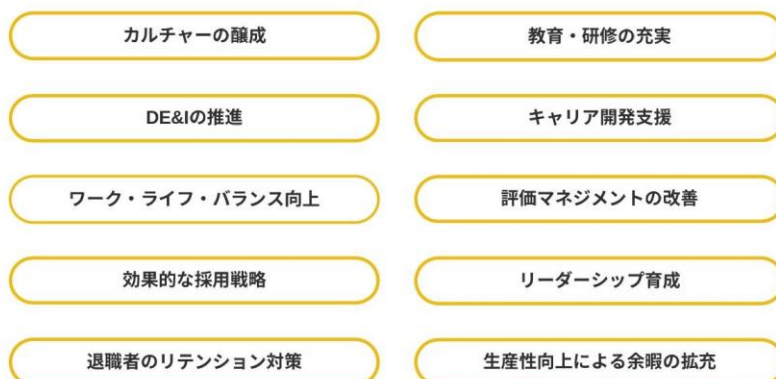 カルチャーの醸成
教育・研修の充実
DE&Iの推進
キャリア開発支援
ワーク・ライフ・バランス向上
評価マネジメントの改善
効果的な採用戦略
リーダーシップ育成
退職者のリテンション対策
生産性向上による余暇の拡充